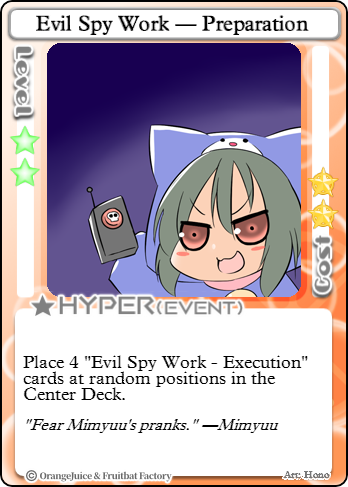 Evil Spy Work — Preparation
Level
Cost
HYPER(EVENT)
Place 4 "Evil Spy Work - Execution"
cards at random positions in the
Center Deck.
"Fear Mimyuu's pranks." —Mimyuu
© OrangeJuice & Fruitbat Factory
Art: Hono